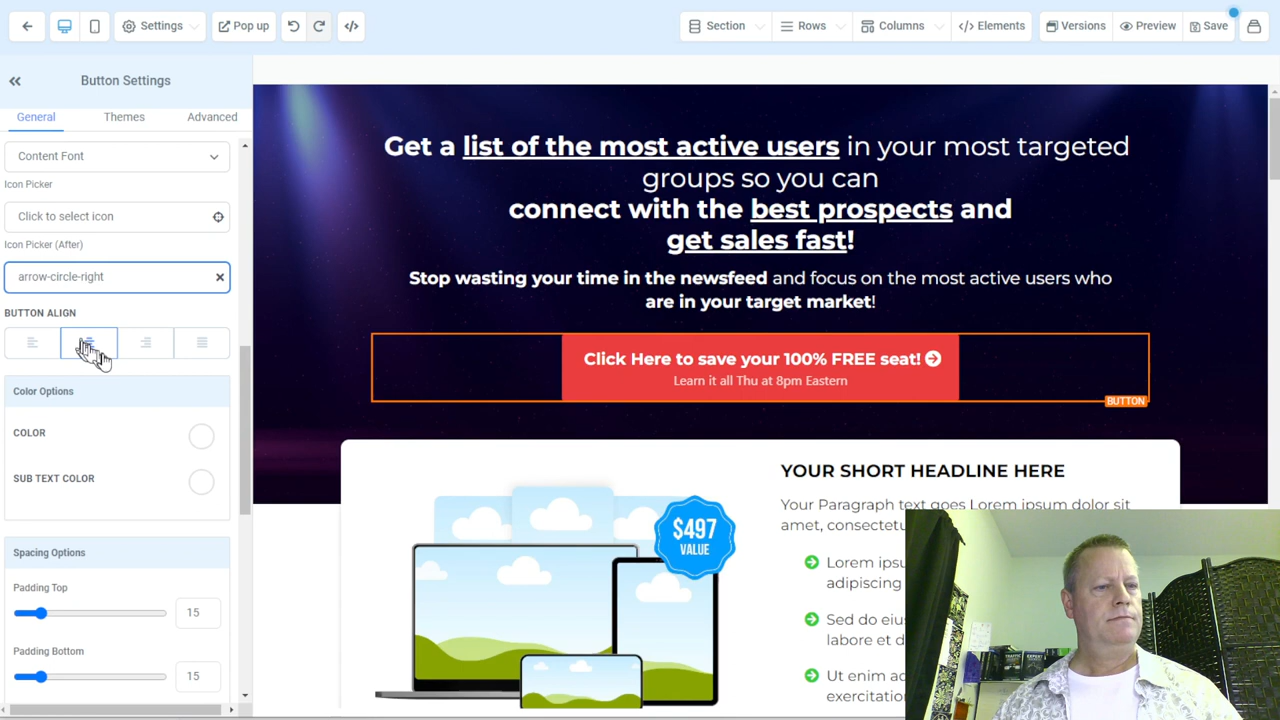 Settings
Pop up
Section
Rows
Columns
Elements
Versions
Preview
Save
Button Settings
General
Themes
Advanced
Content Font
Icon Picker
Click to select icon
Icon Picker (After)
arrow-circle-right
BUTTON ALIGN
Color Options
COLOR
SUB TEXT COLOR
Spacing Options
Padding Top
15
Padding Bottom
15
Get a list of the most active users in your most targeted
groups so you can
connect with the best prospects and
get sales fast!
Stop wasting your time in the newsfeed and focus on the most active users who
are in your target market!
Click Here to save your 100% FREE seat!
Learn it all Thu at 8pm Eastern
BUTTON
$497
VALUE
YOUR SHORT HEADLINE HERE
Your Paragraph text goes Lorem ipsum dolor sit
amet, consectetu
Lorem ipsu
adipiscing
Sed do eius
labore et d
Ut enim ad
exercitation